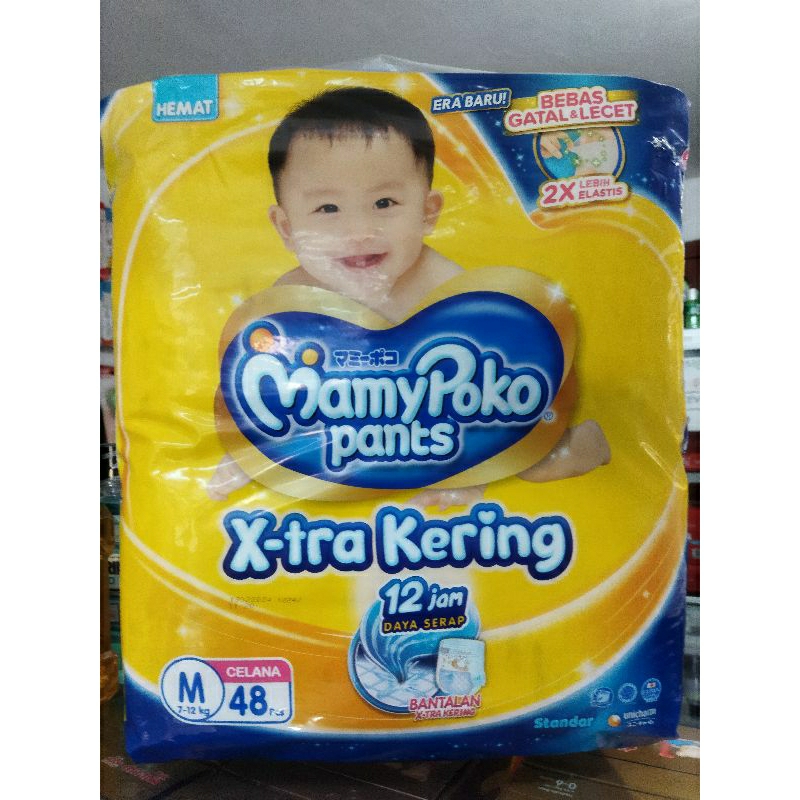 HEMAT
ERA BARU!
BEBAS
GATAL & LECET
2X LEBIH
ELASTIS
マミーポコ
MamyPoko
pants
X-tra Kering
12 jam
DAYA SERAP
BANTALAN
X-TRA KERING
M
7-12 kg
CELANA
48 Pcs
Standar
unicharm